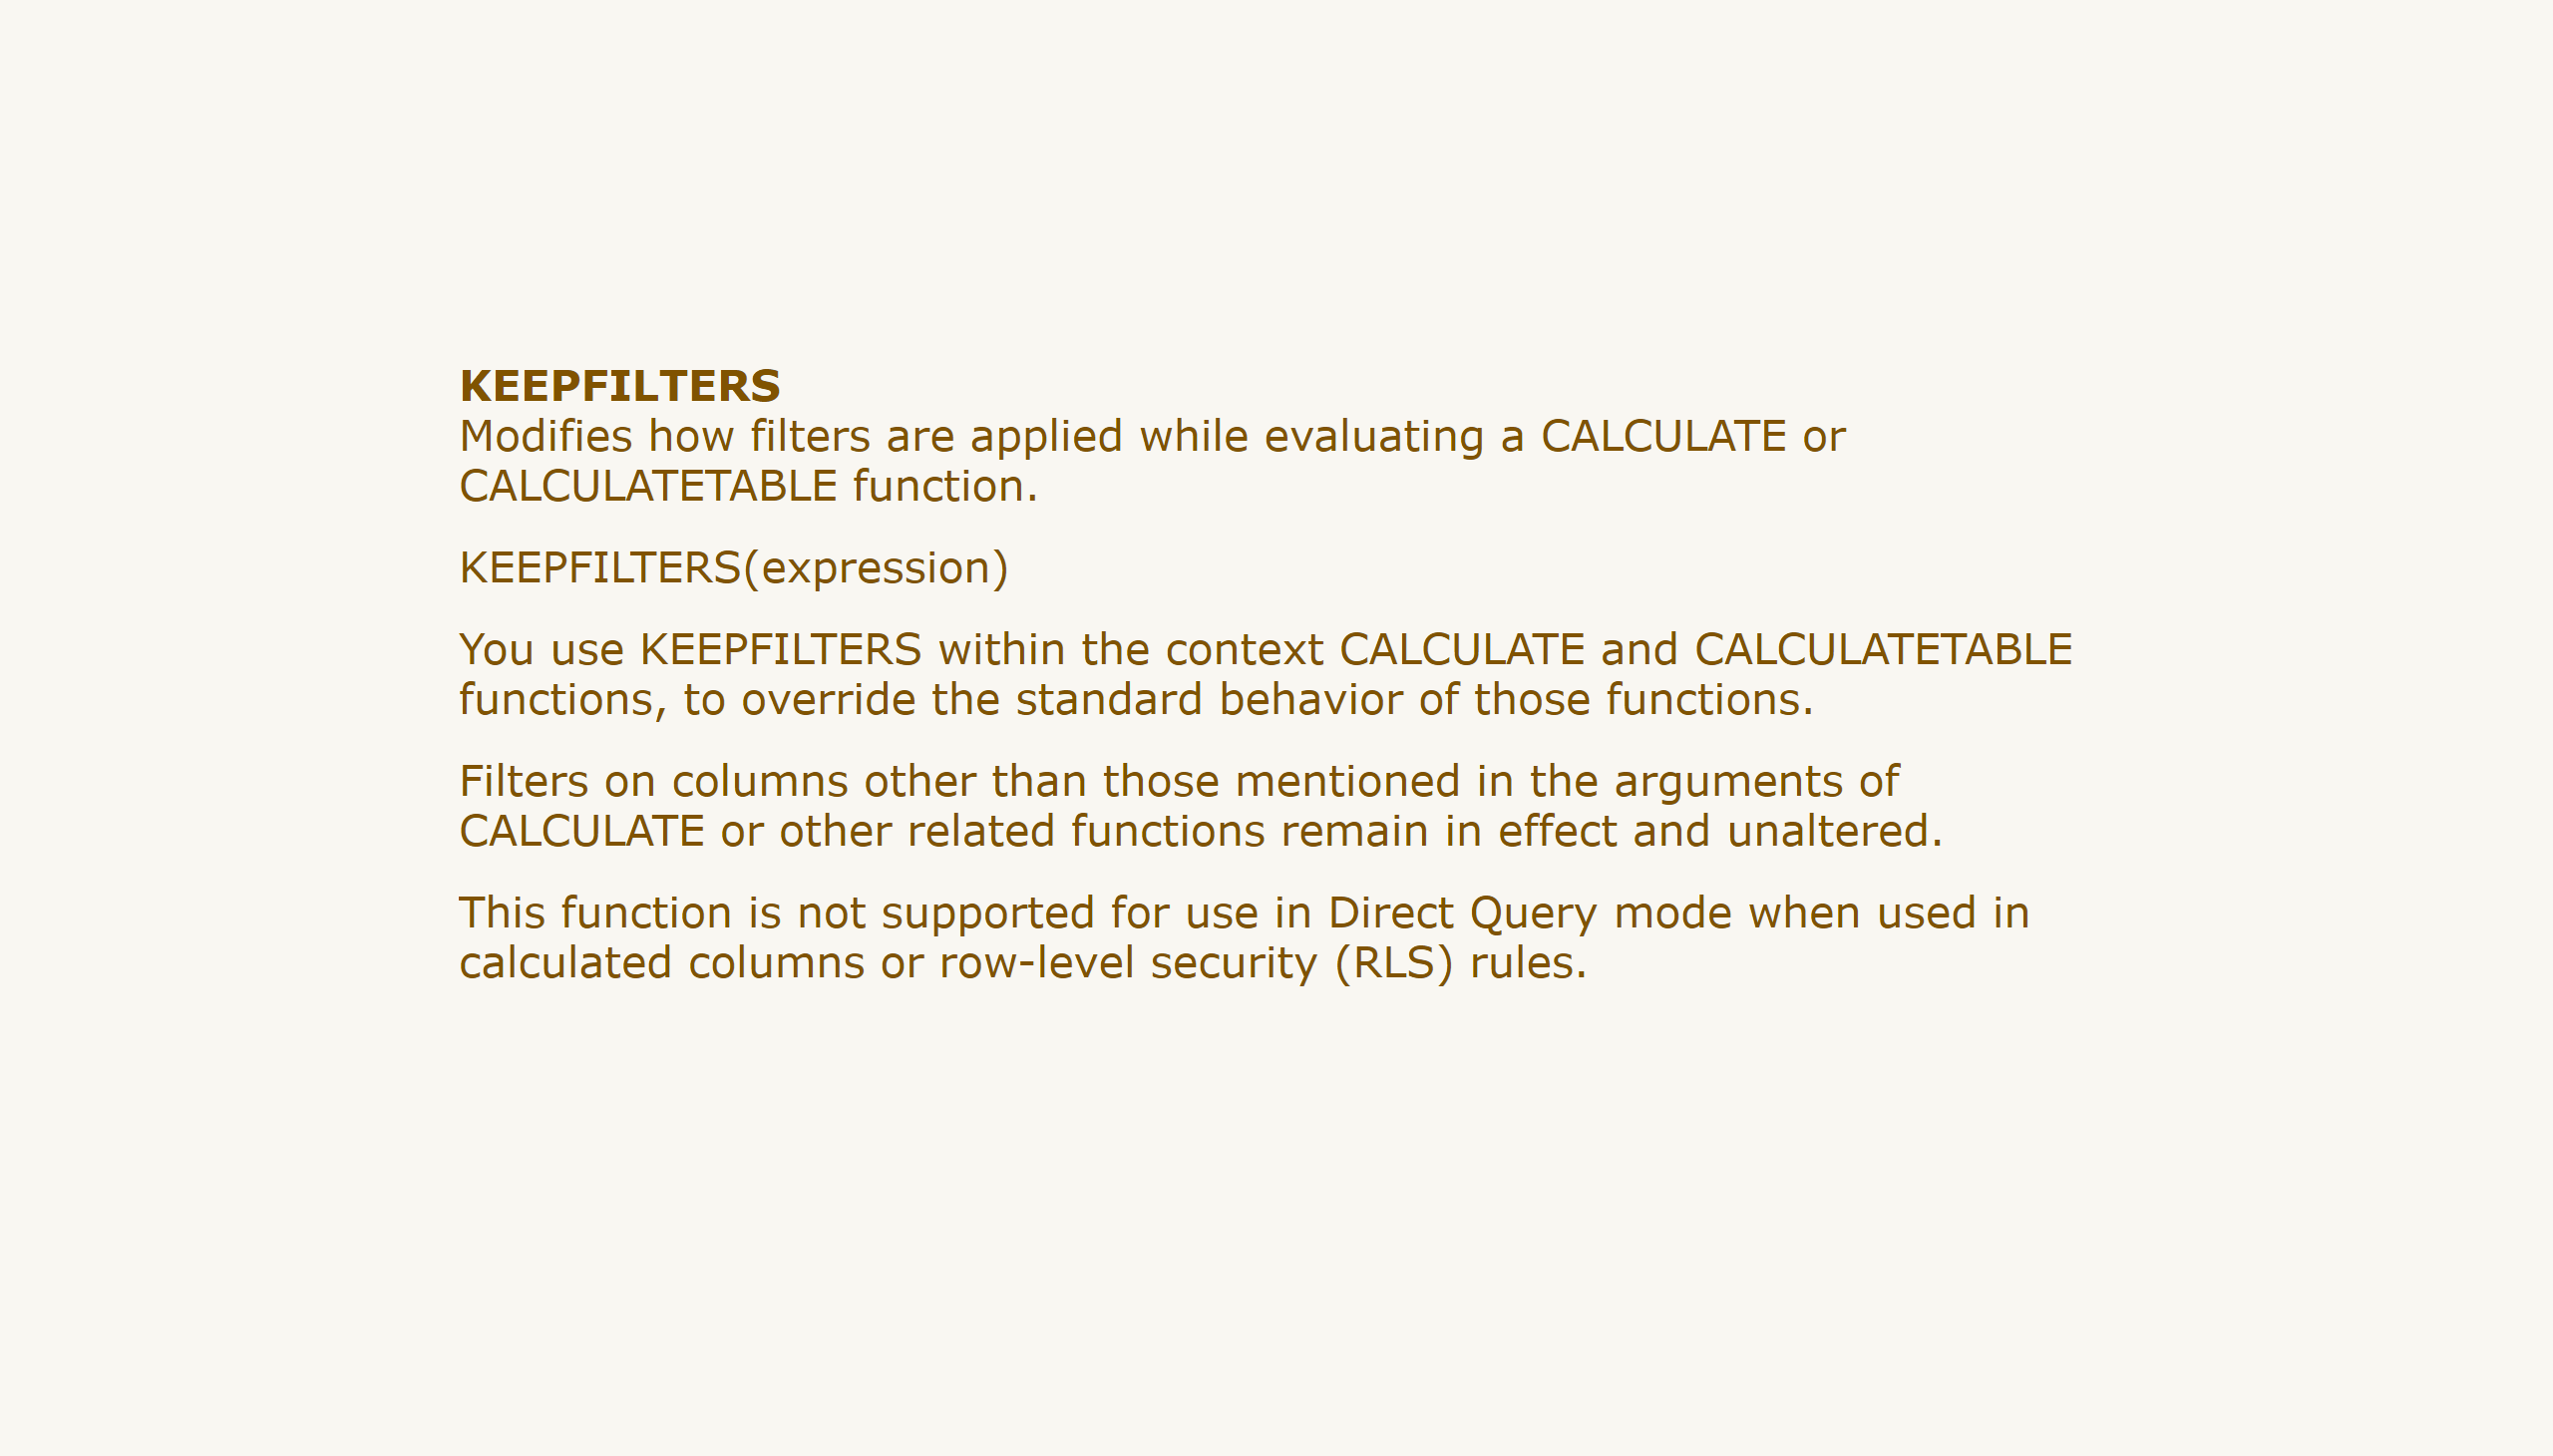 KEEPFILTERS
Modifies how filters are applied while evaluating a CALCULATE or
CALCULATETABLE function.
KEEPFILTERS(expression)
You use KEEPFILTERS within the context CALCULATE and CALCULATETABLE
functions, to override the standard behavior of those functions.
Filters on columns other than those mentioned in the arguments of
CALCULATE or other related functions remain in effect and unaltered.
This function is not supported for use in Direct Query mode when used in
calculated columns or row-level security (RLS) rules.